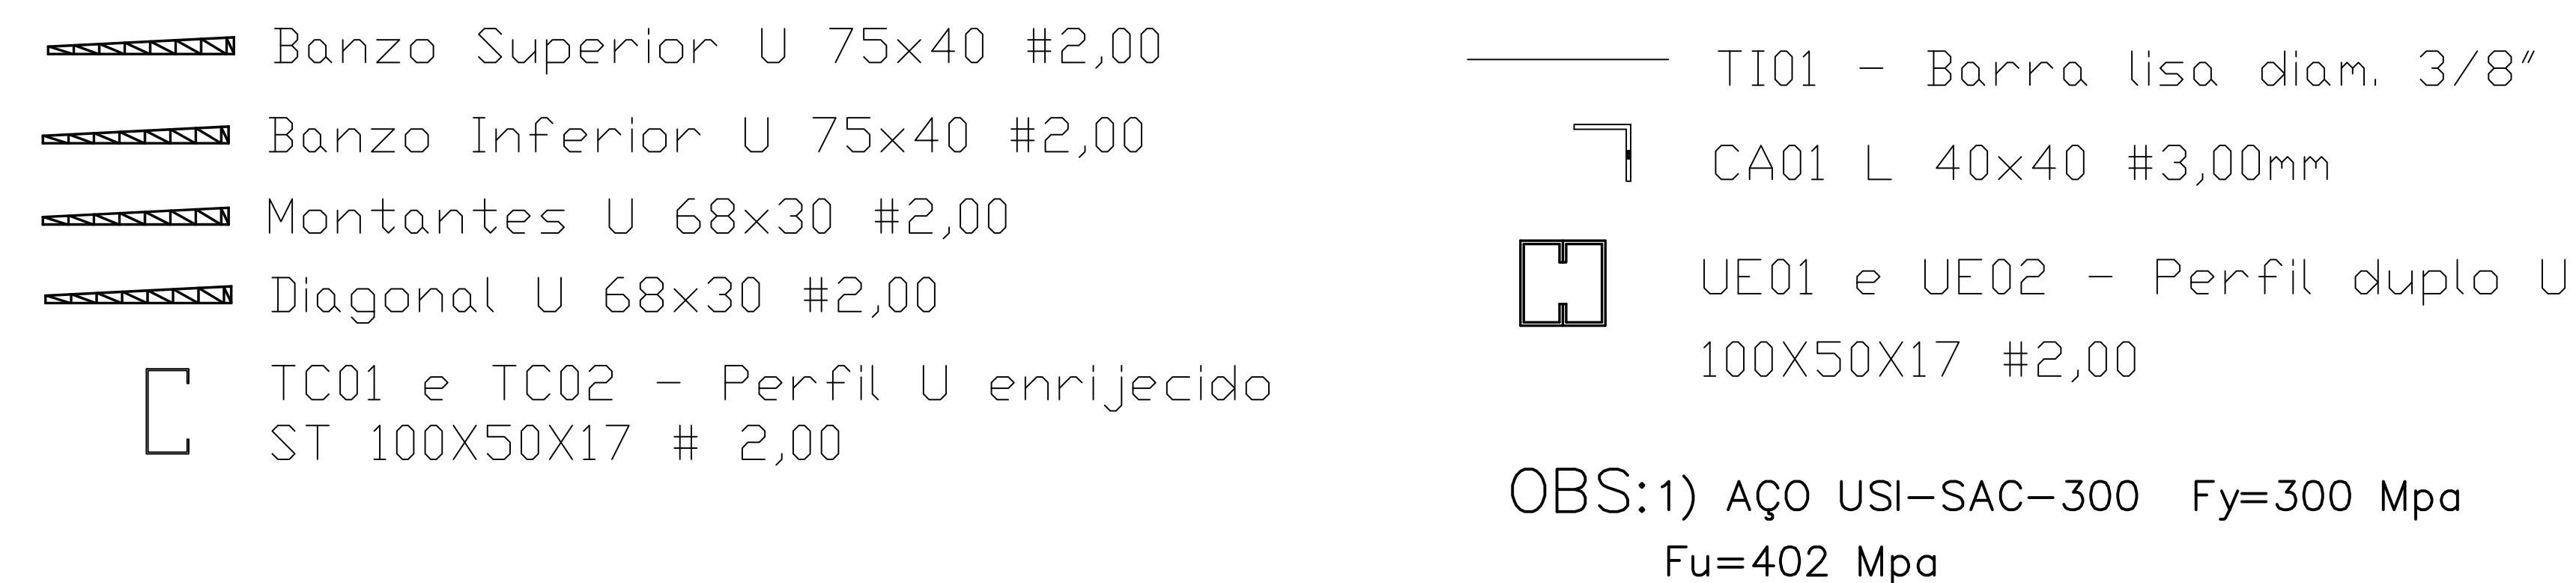 Banzo Superior U 75x40 #2,00
Banzo Inferior U 75x40 #2,00
Montantes U 68x30 #2,00
Diagonal U 68x30 #2,00
TC01 e TC02 - Perfil U enrijecido
ST 100X50X17 # 2,00
TI01 - Barra lisa diam. 3/8"
CA01 L 40x40 #3,00mm
UE01 e UE02 - Perfil duplo U
100X50X17 #2,00
OBS:1) AÇO USI-SAC-300 Fy=300 Mpa
Fu=402 Mpa